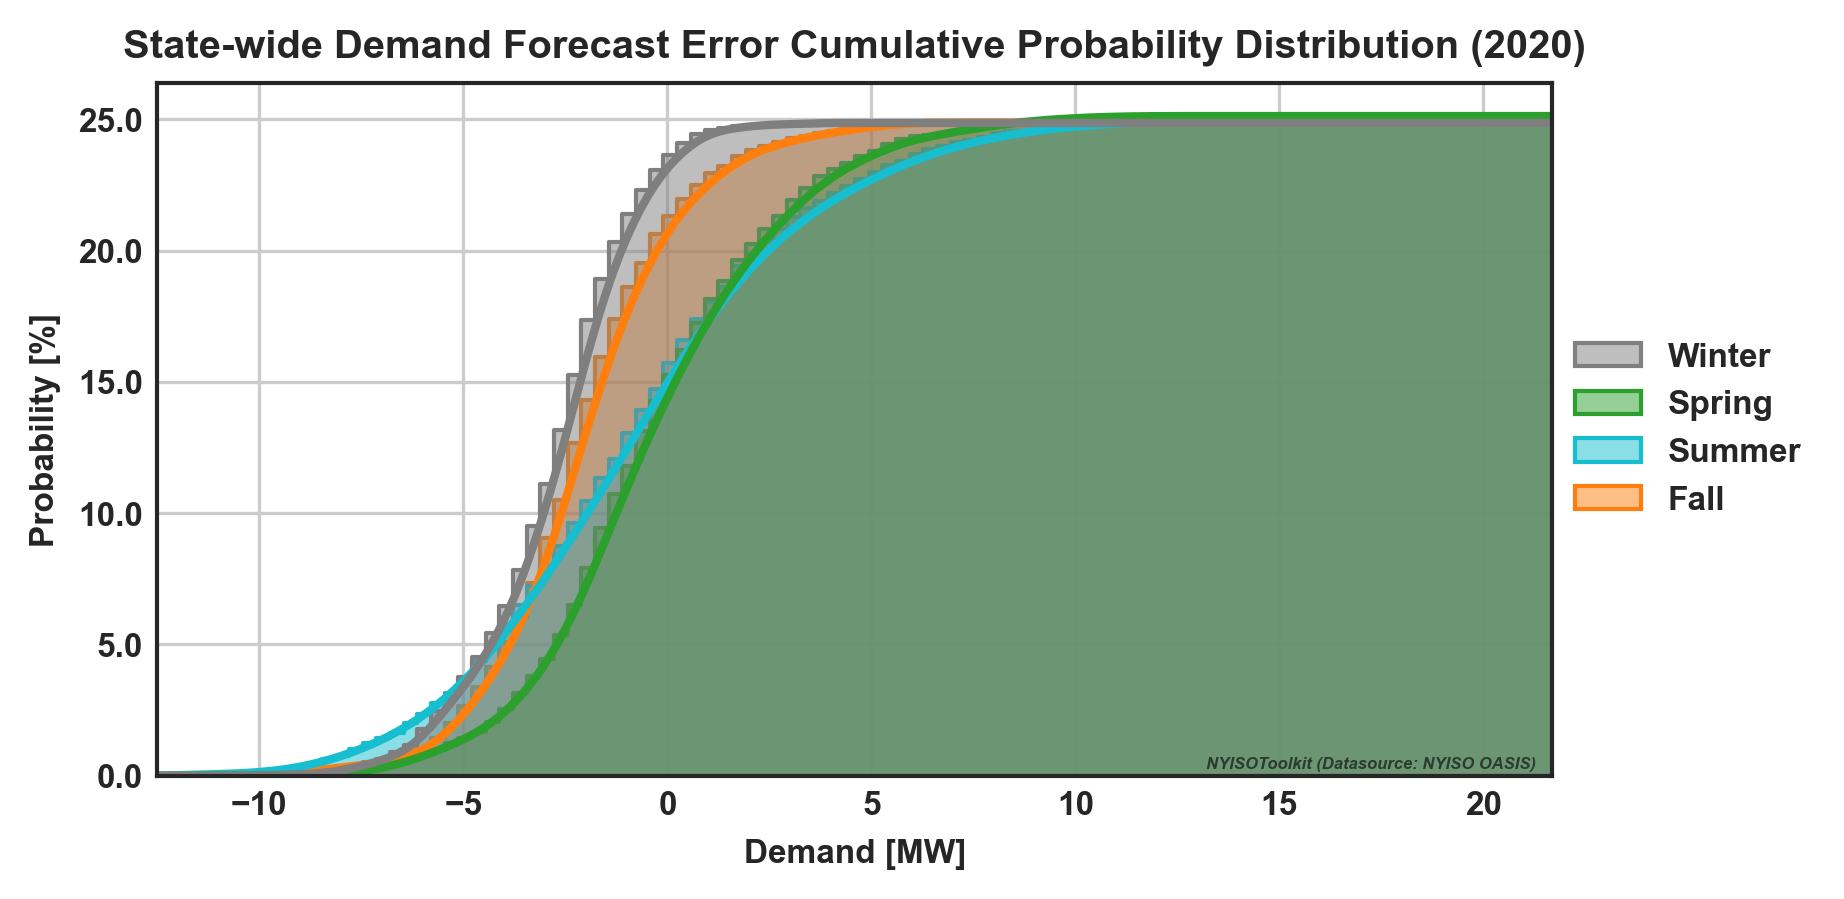 State-wide Demand Forecast Error Cumulative Probability Distribution (2020)
25.0
20.0
15.0
10.0
5.0
0.0
Probability [%]
Winter
Spring
Summer
Fall
NYISOToolkit (Datasource: NYISO OASIS)
−10
−5
0
5
10
15
20
Demand [MW]